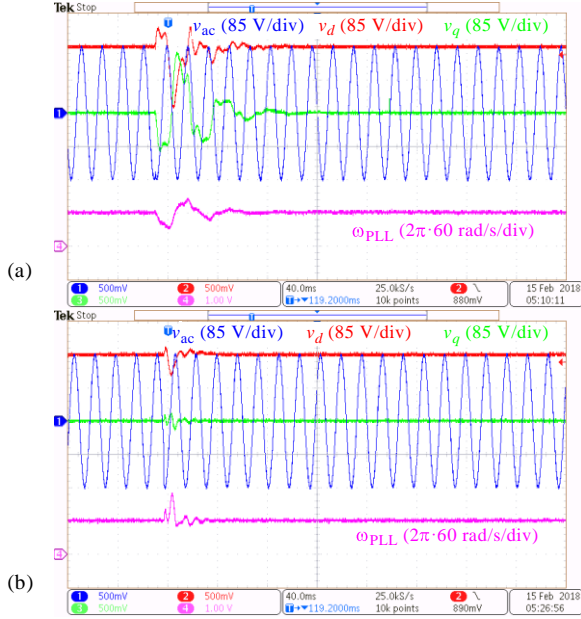 Tek Stop
T
T
v_ac (85 V/div) v_d (85 V/div) v_q (85 V/div)
1
ω_PLL (2π·60 rad/s/div)
4
(a)
1 500mV 2 500mV 40.0ms 25.0kS/s 2 \ 15 Feb 2018
3 500mV 4 1.00 V T→▼119.2000ms 10k points 880mV 05:10:11
Tek Stop
T
T
v_ac (85 V/div) v_d (85 V/div) v_q (85 V/div)
1
ω_PLL (2π·60 rad/s/div)
4
(b)
1 500mV 2 500mV 40.0ms 25.0kS/s 2 \ 15 Feb 2018
3 500mV 4 1.00 V T→▼119.2000ms 10k points 890mV 05:26:56